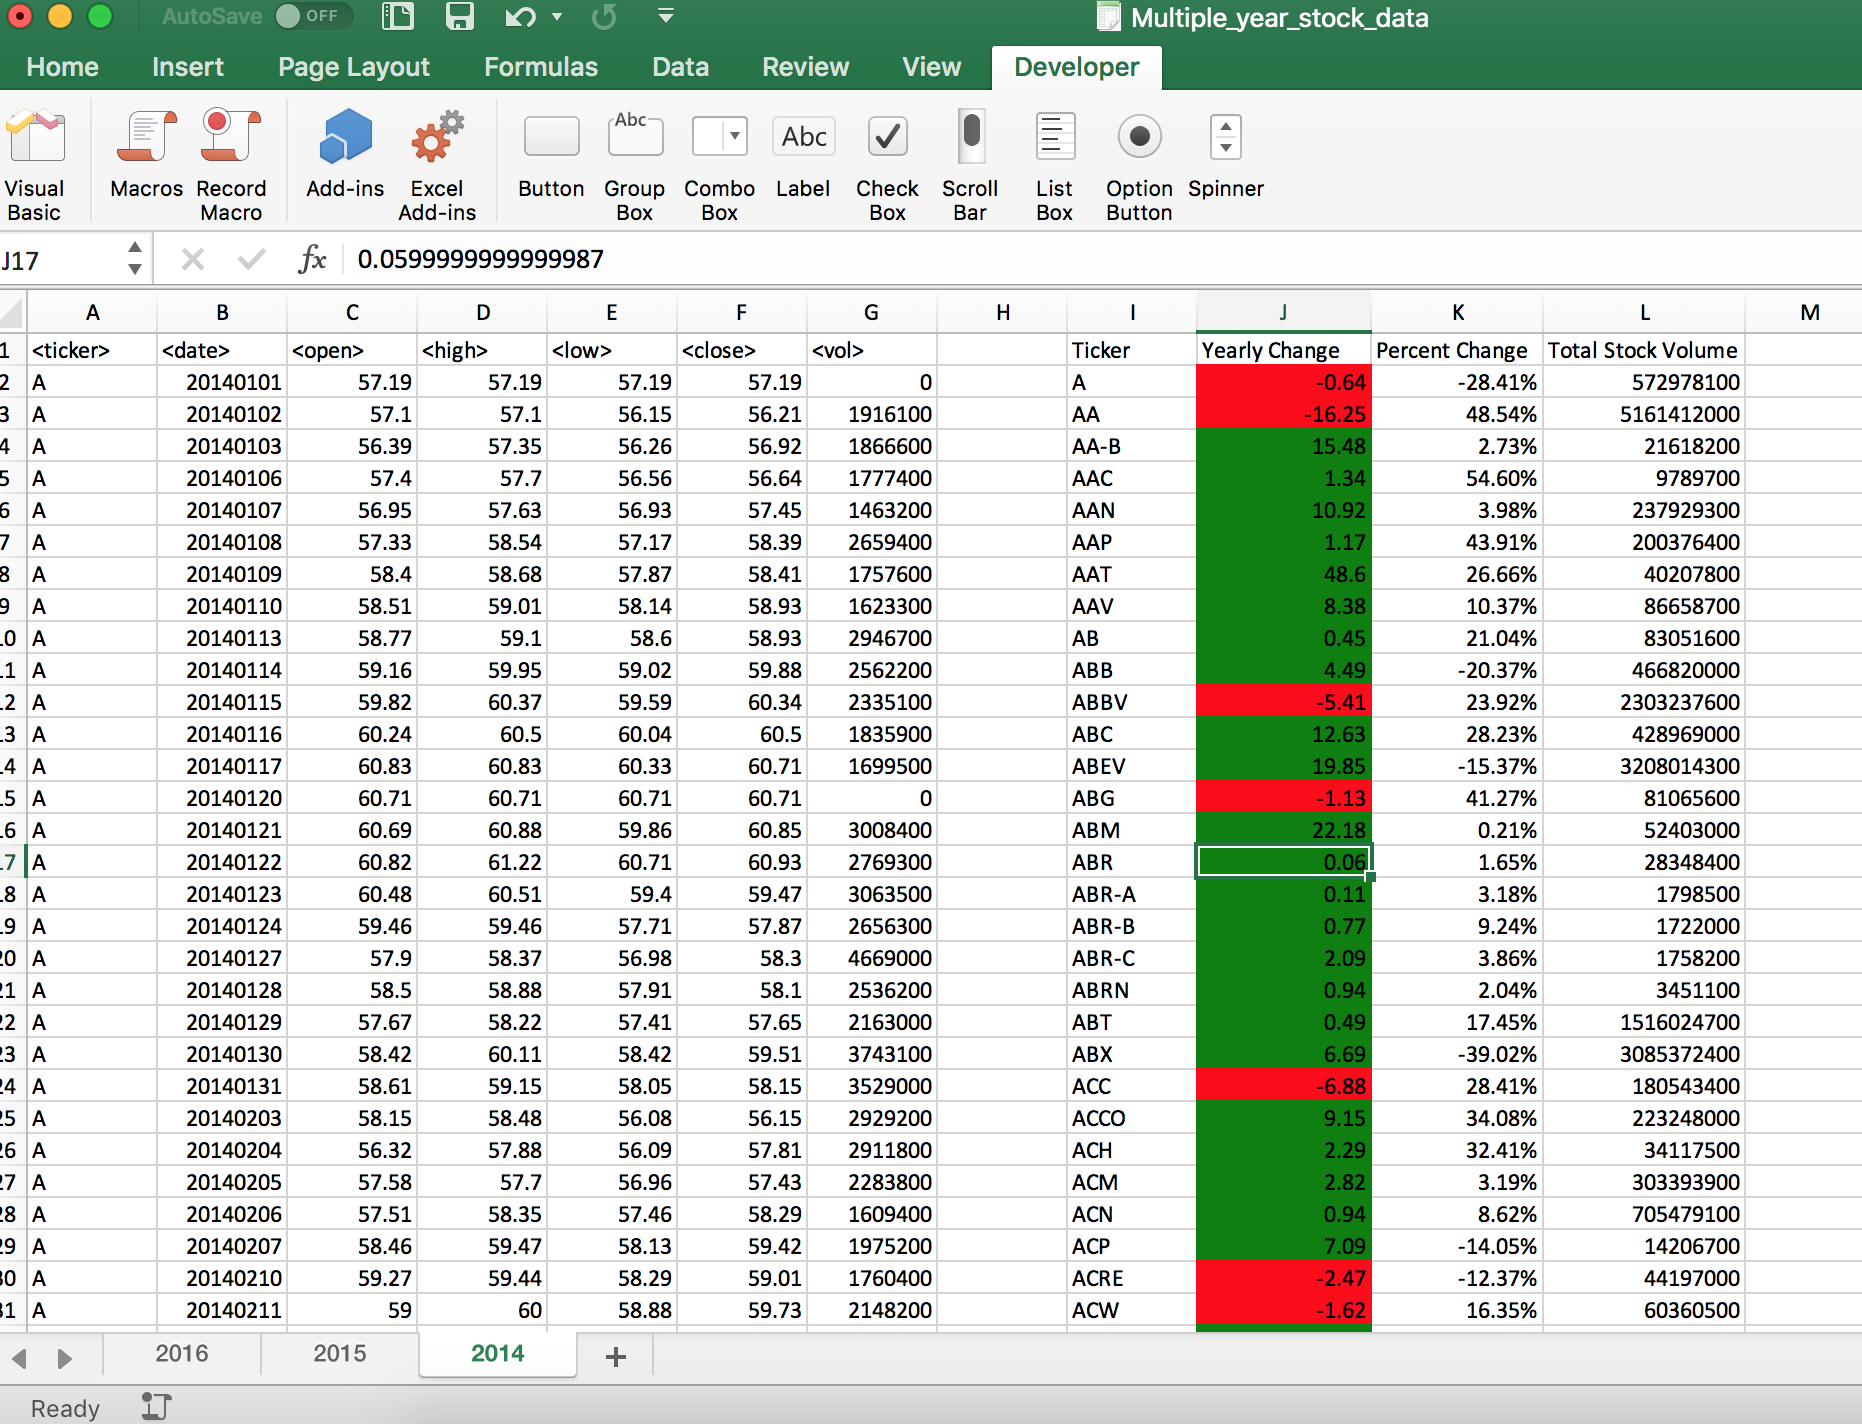 AutoSave OFF Multiple_year_stock_data
Home Insert Page Layout Formulas Data Review View Developer
Visual Basic Macros Record Macro Add-ins Excel Add-ins Button Group Box Combo Box Label Check Box Scroll Bar List Box Option Button Spinner
Abc Abc
J17 fx 0.0599999999999987
A B C D E F G H I J K L M
1 <ticker> <date> <open> <high> <low> <close> <vol> Ticker Yearly Change Percent Change Total Stock Volume
2 A 20140101 57.19 57.19 57.19 57.19 0 A -0.64 -28.41% 572978100
3 A 20140102 57.1 57.1 56.15 56.21 1916100 AA -16.25 48.54% 5161412000
4 A 20140103 56.39 57.35 56.26 56.92 1866600 AA-B 15.48 2.73% 21618200
5 A 20140106 57.4 57.7 56.56 56.64 1777400 AAC 1.34 54.60% 9789700
6 A 20140107 56.95 57.63 56.93 57.45 1463200 AAN 10.92 3.98% 237929300
7 A 20140108 57.33 58.54 57.17 58.39 2659400 AAP 1.17 43.91% 200376400
8 A 20140109 58.4 58.68 57.87 58.41 1757600 AAT 48.6 26.66% 40207800
9 A 20140110 58.51 59.01 58.14 58.93 1623300 AAV 8.38 10.37% 86658700
.0 A 20140113 58.77 59.1 58.6 58.93 2946700 AB 0.45 21.04% 83051600
.1 A 20140114 59.16 59.95 59.02 59.88 2562200 ABB 4.49 -20.37% 466820000
.2 A 20140115 59.82 60.37 59.59 60.34 2335100 ABBV -5.41 23.92% 2303237600
.3 A 20140116 60.24 60.5 60.04 60.5 1835900 ABC 12.63 28.23% 428969000
.4 A 20140117 60.83 60.83 60.33 60.71 1699500 ABEV 19.85 -15.37% 3208014300
.5 A 20140120 60.71 60.71 60.71 60.71 0 ABG -1.13 41.27% 81065600
.6 A 20140121 60.69 60.88 59.86 60.85 3008400 ABM 22.18 0.21% 52403000
.7 A 20140122 60.82 61.22 60.71 60.93 2769300 ABR 0.06 1.65% 28348400
.8 A 20140123 60.48 60.51 59.4 59.47 3063500 ABR-A 0.11 3.18% 1798500
.9 A 20140124 59.46 59.46 57.71 57.87 2656300 ABR-B 0.77 9.24% 1722000
20 A 20140127 57.9 58.37 56.98 58.3 4669000 ABR-C 2.09 3.86% 1758200
21 A 20140128 58.5 58.88 57.91 58.1 2536200 ABRN 0.94 2.04% 3451100
22 A 20140129 57.67 58.22 57.41 57.65 2163000 ABT 0.49 17.45% 1516024700
23 A 20140130 58.42 60.11 58.42 59.51 3743100 ABX 6.69 -39.02% 3085372400
24 A 20140131 58.61 59.15 58.05 58.15 3529000 ACC -6.88 28.41% 180543400
25 A 20140203 58.15 58.48 56.08 56.15 2929200 ACCO 9.15 34.08% 223248000
26 A 20140204 56.32 57.88 56.09 57.81 2911800 ACH 2.29 32.41% 34117500
27 A 20140205 57.58 57.7 56.96 57.43 2283800 ACM 2.82 3.19% 303393900
28 A 20140206 57.51 58.35 57.46 58.29 1609400 ACN 0.94 8.62% 705479100
29 A 20140207 58.46 59.47 58.13 59.42 1975200 ACP 7.09 -14.05% 14206700
30 A 20140210 59.27 59.44 58.29 59.01 1760400 ACRE -2.47 -12.37% 44197000
31 A 20140211 59 60 58.88 59.73 2148200 ACW -1.62 16.35% 60360500
2016 2015 2014 +
Ready